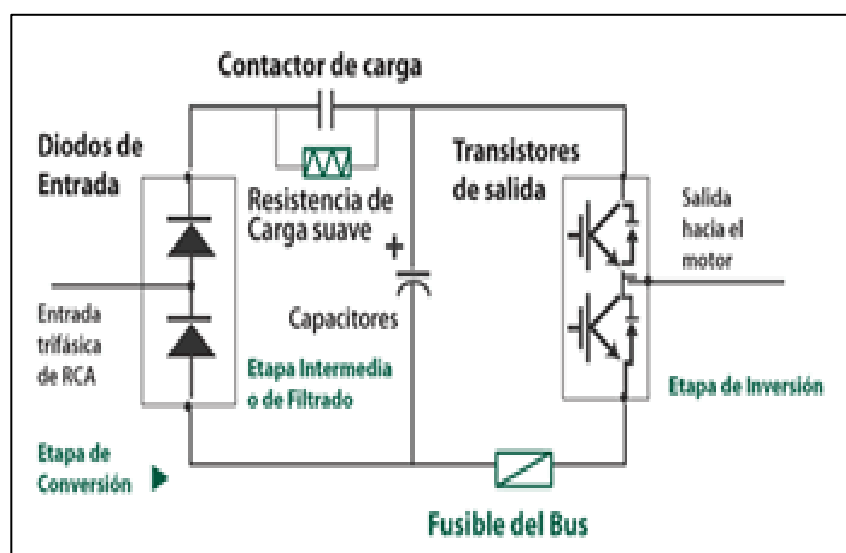 Contactor de carga
Diodos de
Entrada
Transistores
de salida
Resistencia de
Carga suave
Salida
hacia el
motor
+
Capacitores
Entrada
trifásica
de RCA
Etapa Intermedia
o de Filtrado
Etapa de Inversión
Etapa de
Conversión
Fusible del Bus